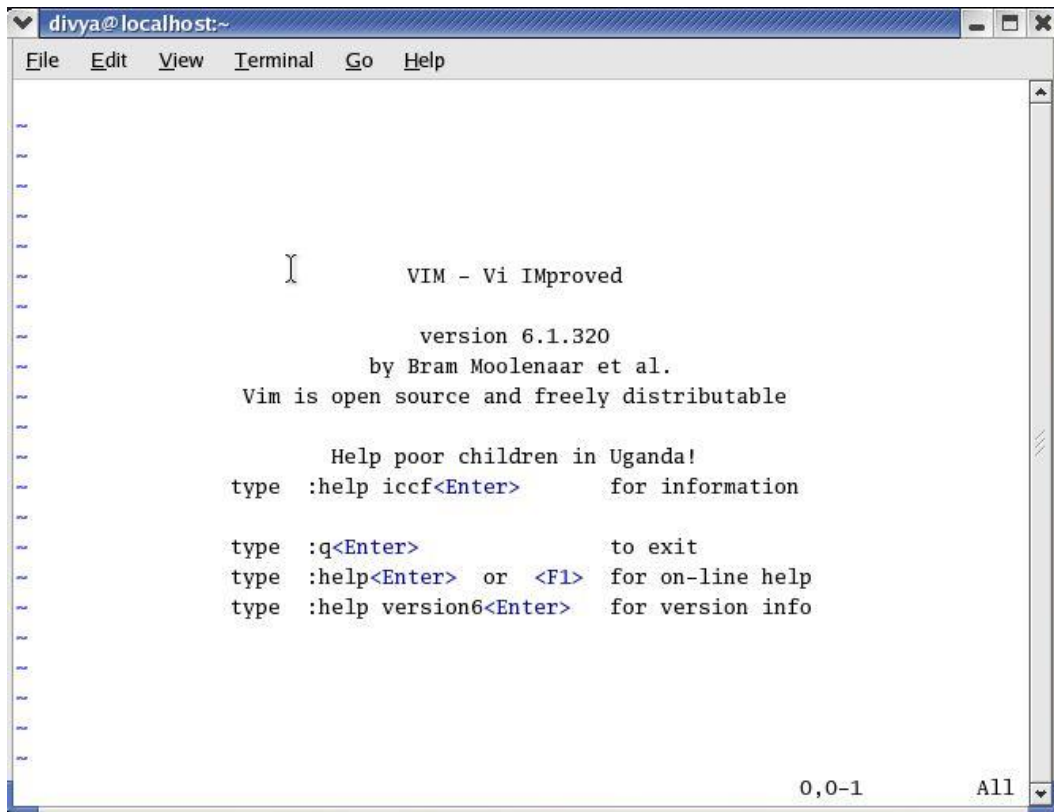 divya@localhost:~
File Edit View Terminal Go Help
~
~
~
~
~
~ VIM - Vi IMproved
~
~ version 6.1.320
~ by Bram Moolenaar et al.
~ Vim is open source and freely distributable
~
~ Help poor children in Uganda!
~ type :help iccf<Enter> for information
~
~ type :q<Enter> to exit
~ type :help<Enter> or <F1> for on-line help
~ type :help version6<Enter> for version info
~
~
~
~
~
0,0-1 All